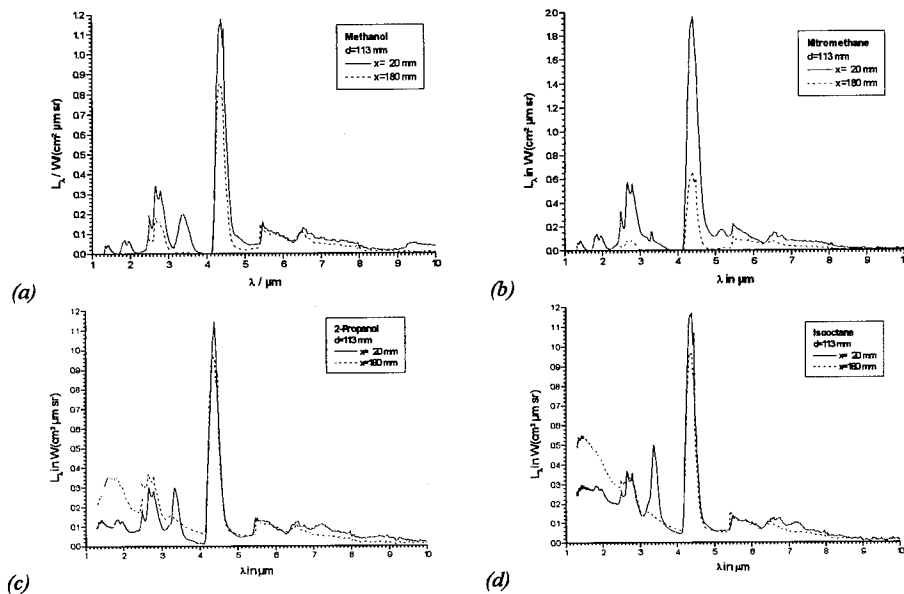 Methanol
d=113 mm
x= 20 mm
x=180 mm
L_λ / W/(cm² μm sr)
1.2
1.1
1.0
0.9
0.8
0.7
0.6
0.5
0.4
0.3
0.2
0.1
0.0
1 2 3 4 5 6 7 8 9 10
λ / μm
(a)
Nitromethane
d=113 mm
x= 20 mm
x=180 mm
L_λ in W/(cm² μm sr)
2.0
1.8
1.6
1.4
1.2
1.0
0.8
0.6
0.4
0.2
0.0
1 2 3 4 5 6 7 8 9 10
λ in μm
(b)
2-Propanol
d=113 mm
x= 20 mm
x=180 mm
L_λ in W/(cm² μm sr)
1.2
1.1
1.0
0.9
0.8
0.7
0.6
0.5
0.4
0.3
0.2
0.1
0.0
1 2 3 4 5 6 7 8 9 10
λ in μm
(c)
Isooctane
d=113 mm
x= 20 mm
x=180 mm
L_λ in W/(cm² μm sr)
1.2
1.1
1.0
0.9
0.8
0.7
0.6
0.5
0.4
0.3
0.2
0.1
0.0
1 2 3 4 5 6 7 8 9 10
λ in μm
(d)